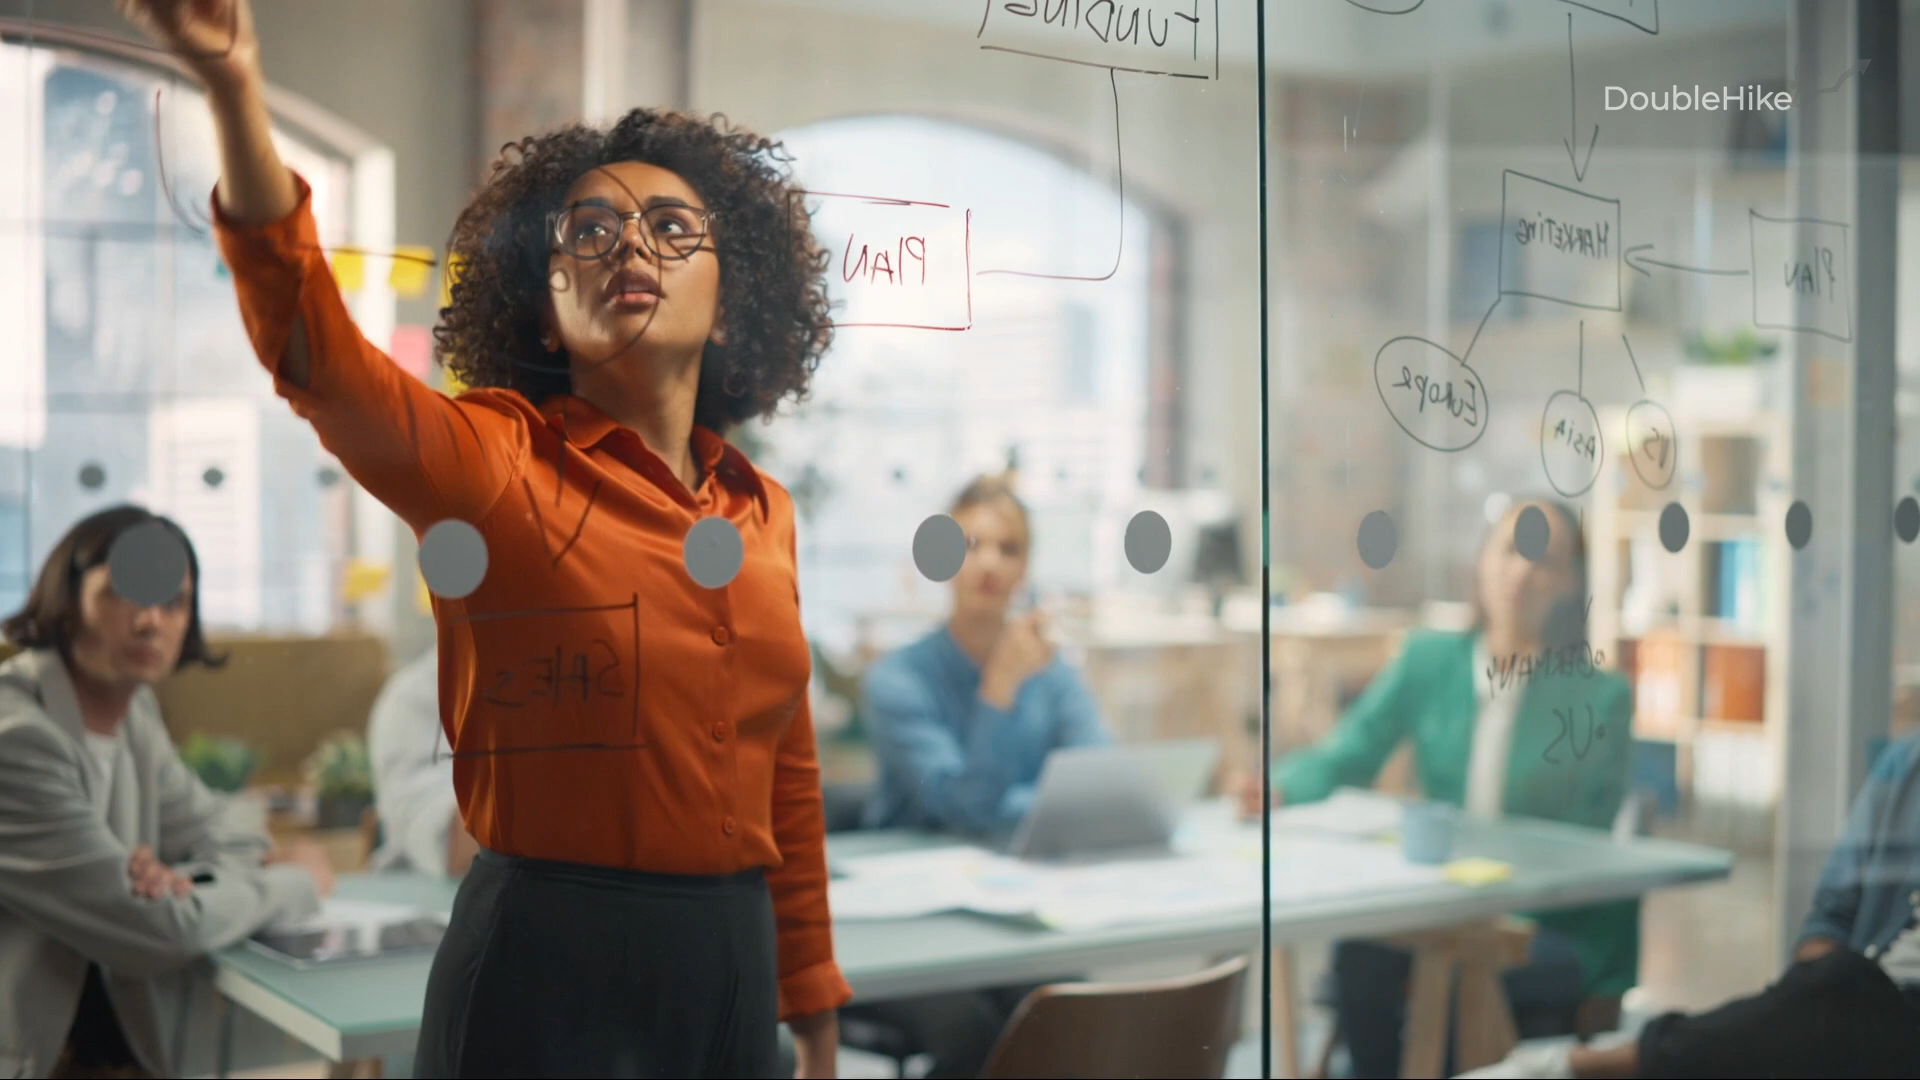 FUNDING
DoubleHike
PLAN
MARKETING
PLAN
Europe
ASIA
US
SALES
•GERMANY
•US